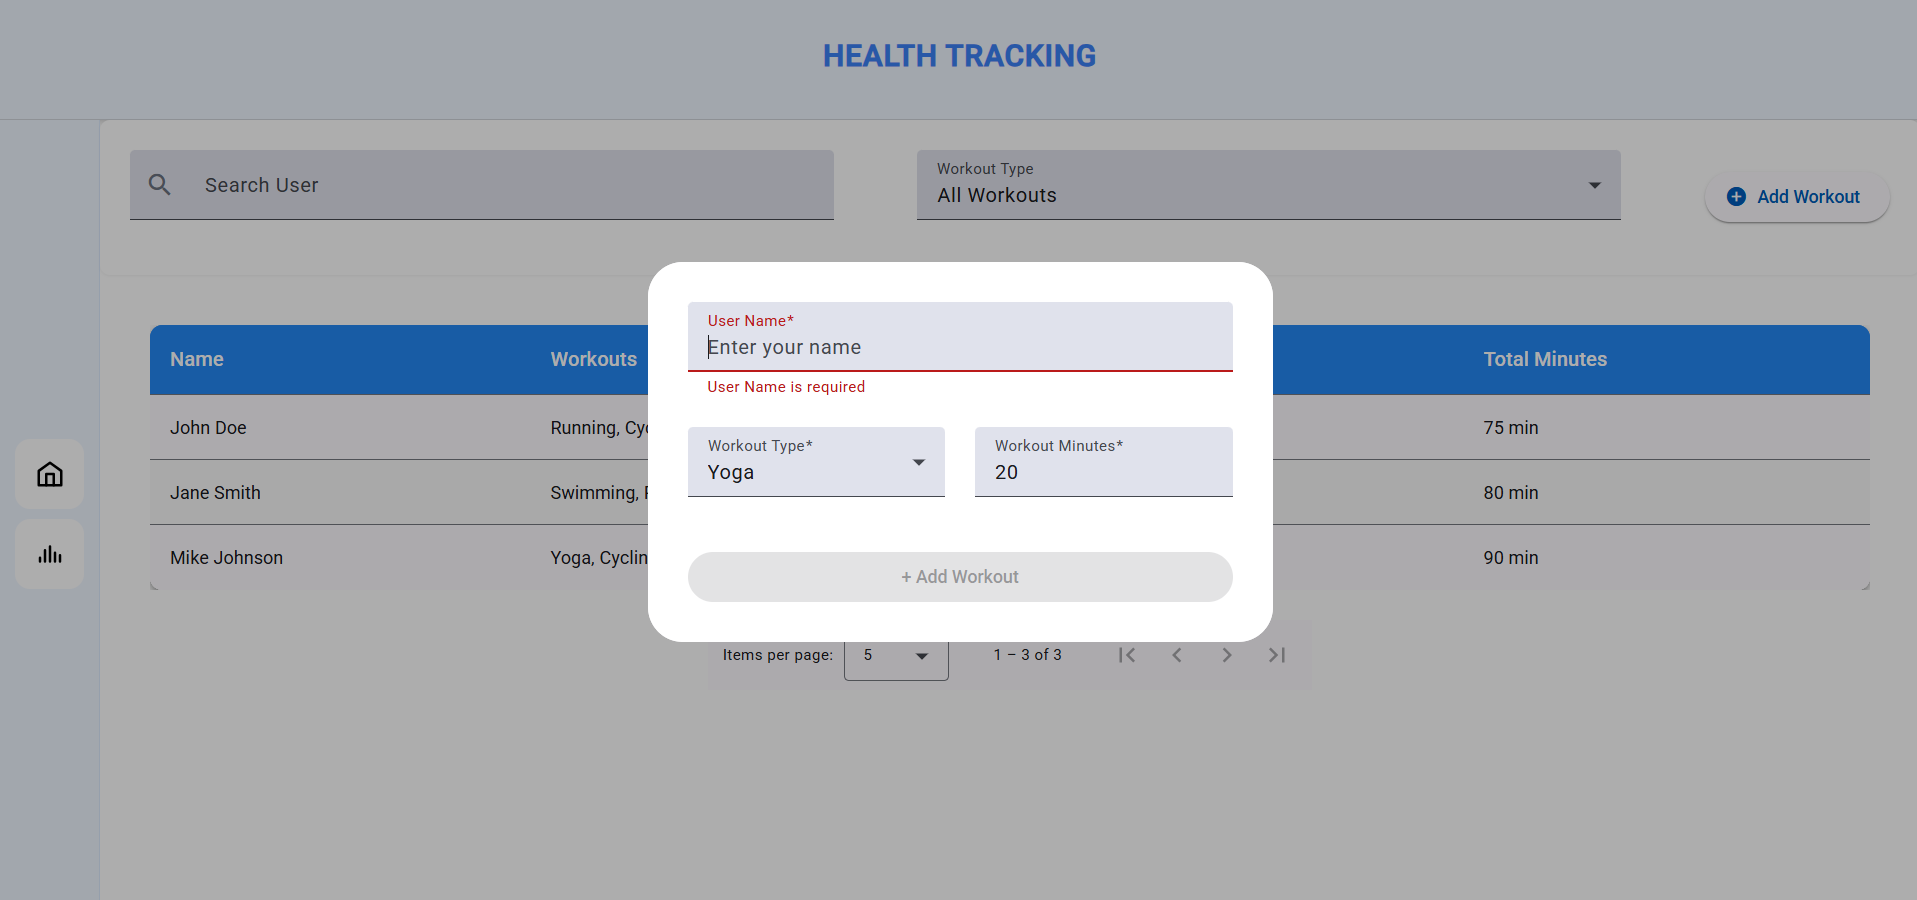 HEALTH TRACKING
Search User
Workout Type
All Workouts
Add Workout
User Name*
Enter your name
User Name is required
Workout Type*
Yoga
Workout Minutes*
20
+ Add Workout
Name Workouts Total Minutes
John Doe Running, 75 min
Jane Smith Swimming, 80 min
Mike Johnson Yoga, 90 min
Items per page: 5 1 – 3 of 3